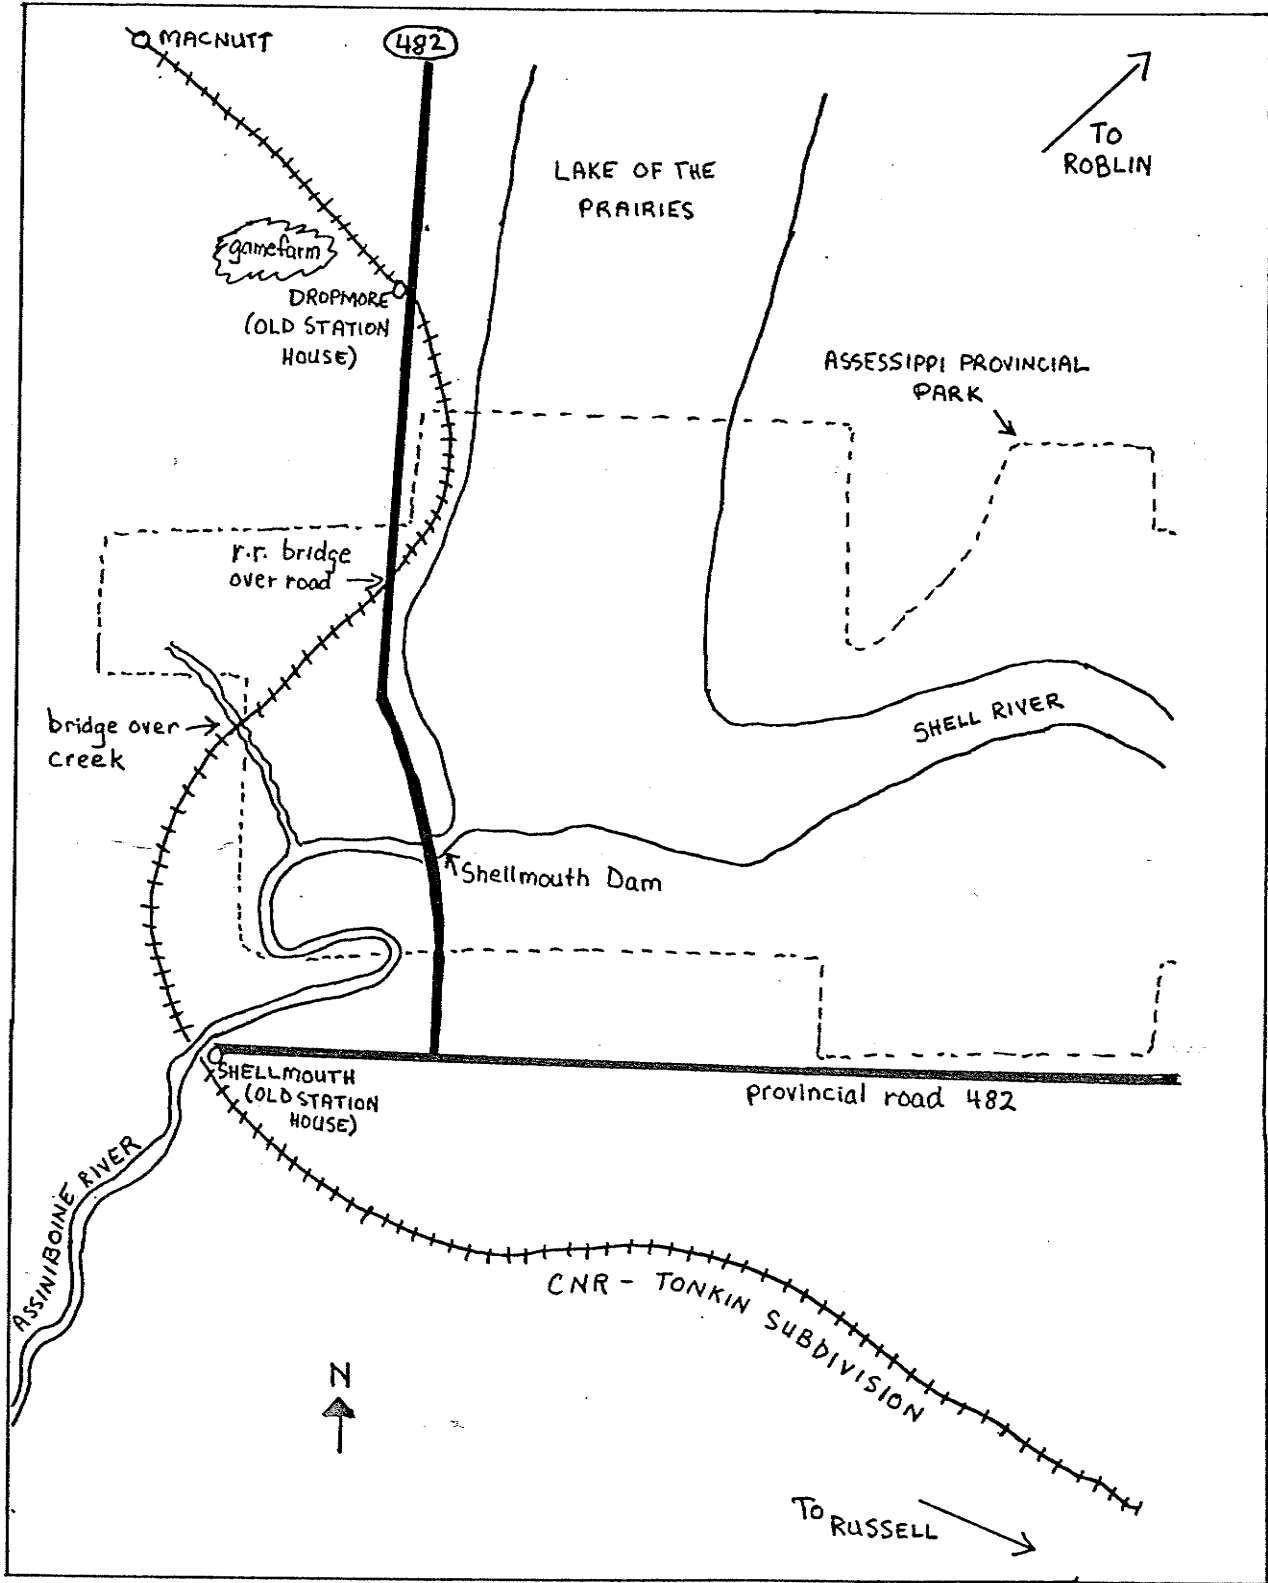 MACNUTT
482
LAKE OF THE
PRAIRIES
TO
ROBLIN
gamefarm
DROPMORE
(OLD STATION
HOUSE)
ASSESSIPPI PROVINCIAL
PARK
r.r. bridge
over road
bridge over
creek
SHELL RIVER
Shellmouth Dam
SHELLMOUTH
(OLD STATION
HOUSE)
provincial road 482
ASSINIBOINE RIVER
CNR - TONKIN SUBDIVISION
N
TO RUSSELL